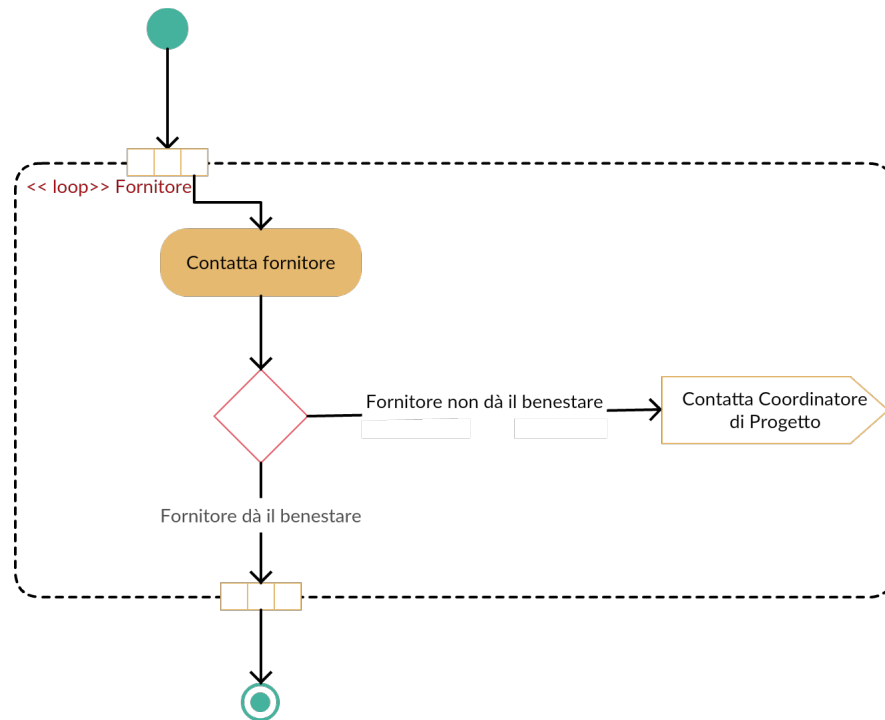 << loop>> Fornitore
Contatta fornitore
Fornitore non dà il benestare
Contatta Coordinatore
di Progetto
Fornitore dà il benestare